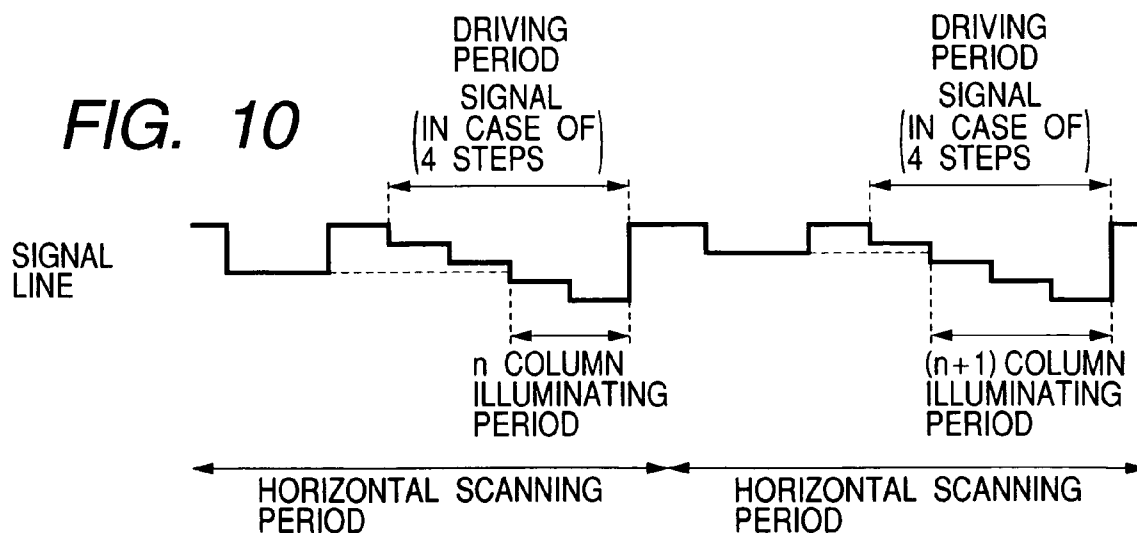 FIG. 10
DRIVING
PERIOD
SIGNAL
(IN CASE OF
4 STEPS)
DRIVING
PERIOD
SIGNAL
(IN CASE OF
4 STEPS)
SIGNAL
LINE
n COLUMN
ILLUMINATING
PERIOD
(n+1) COLUMN
ILLUMINATING
PERIOD
HORIZONTAL SCANNING
PERIOD
HORIZONTAL SCANNING
PERIOD